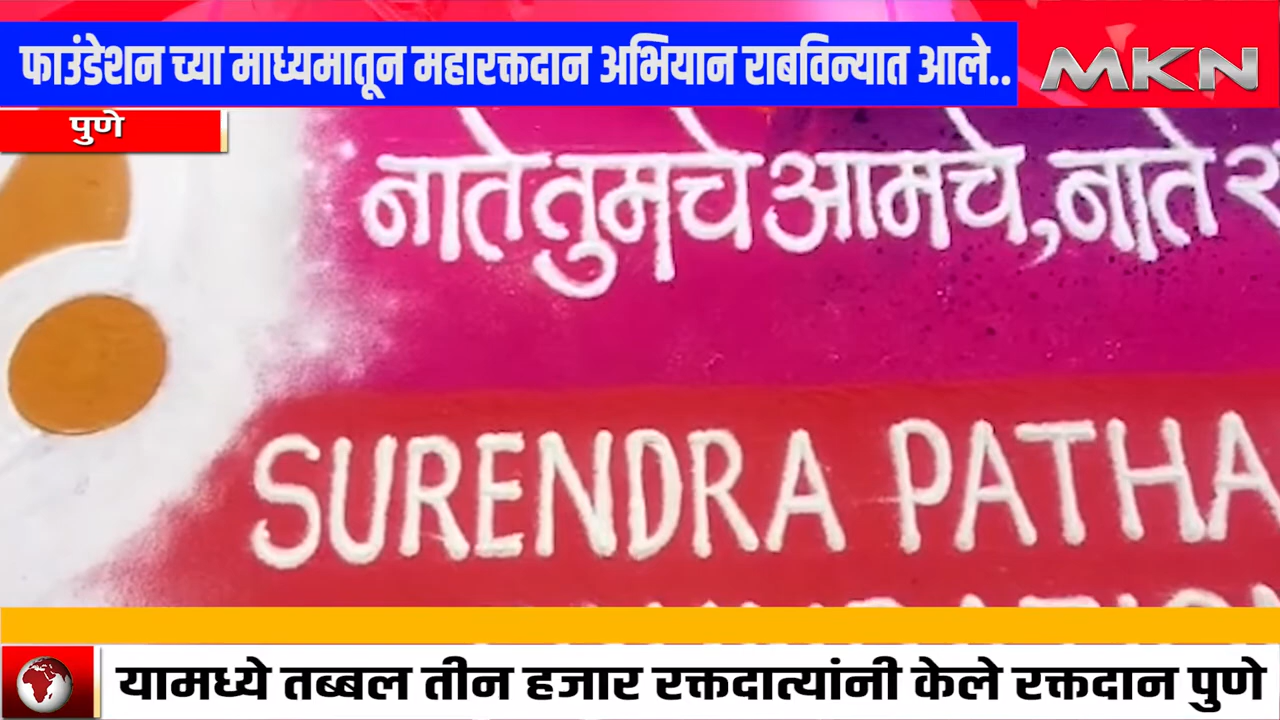 फाउंडेशन च्या माध्यमातून महारक्तदान अभियान राबविन्यात आले..
MKN
पुणे
नाते तुमचे आमचे, नाते
SURENDRA PATHA
यामध्ये तब्बल तीन हजार रक्तदात्यांनी केले रक्तदान पुणे